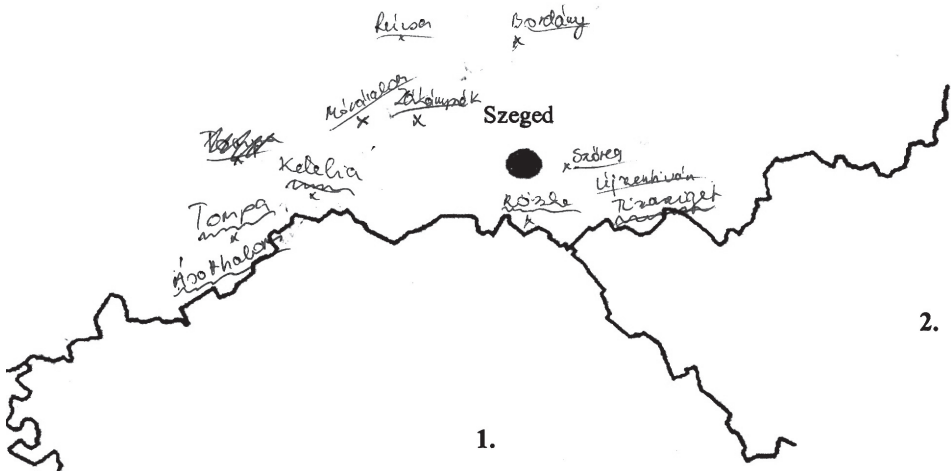 Bordány
Mórahalom
Zákányszék
Szeged
Szőreg
Kelebia
Újszentiván
Röszke
Tiszasziget
Tompa
Ásotthalom
2.
1.